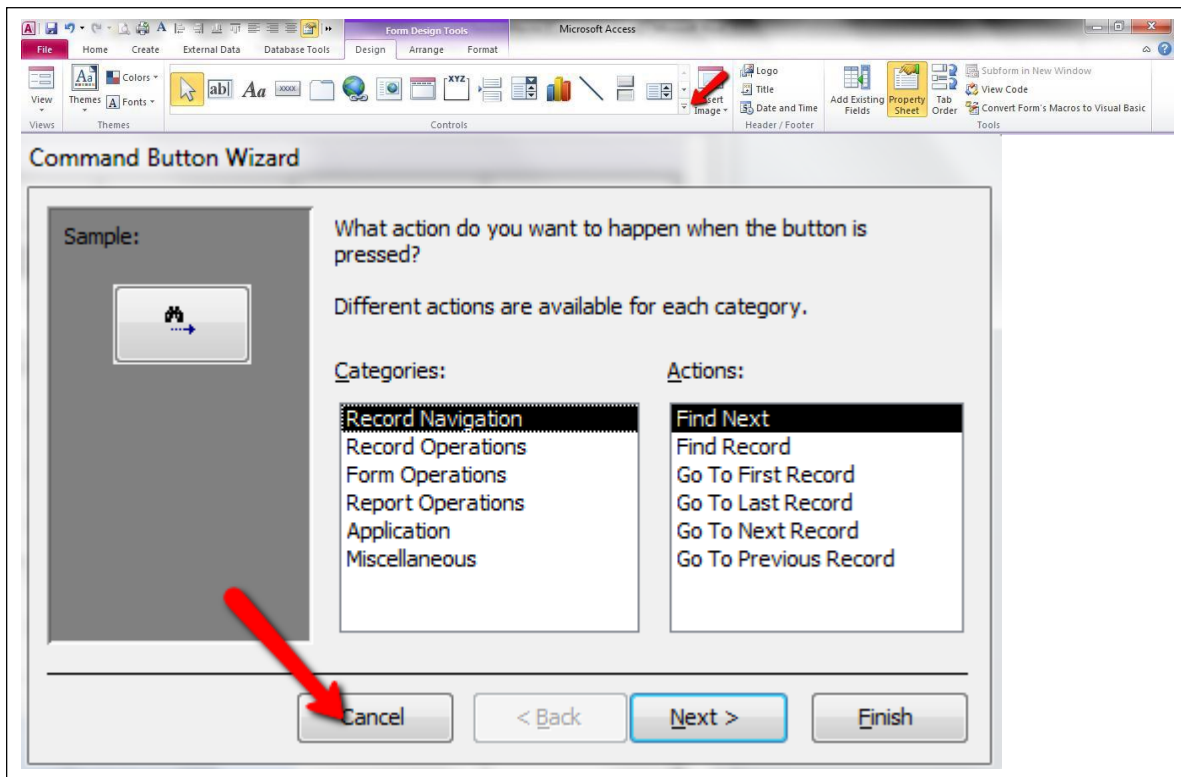 Form Design Tools
Microsoft Access
File Home Create External Data Database Tools Design Arrange Format
View
Views
Aa
Themes
Colors
A Fonts
Themes
ab|
Aa
xxxx
XYZ
Controls
Image
Logo
Title
Date and Time
Header / Footer
Add Existing
Fields
Property
Sheet
Tab
Order
Subform in New Window
View Code
Convert Form's Macros to Visual Basic
Tools
Command Button Wizard
Sample:
What action do you want to happen when the button is
pressed?
Different actions are available for each category.
Categories:
Record Navigation
Record Operations
Form Operations
Report Operations
Application
Miscellaneous
Actions:
Find Next
Find Record
Go To First Record
Go To Last Record
Go To Next Record
Go To Previous Record
Cancel
< Back
Next >
Finish